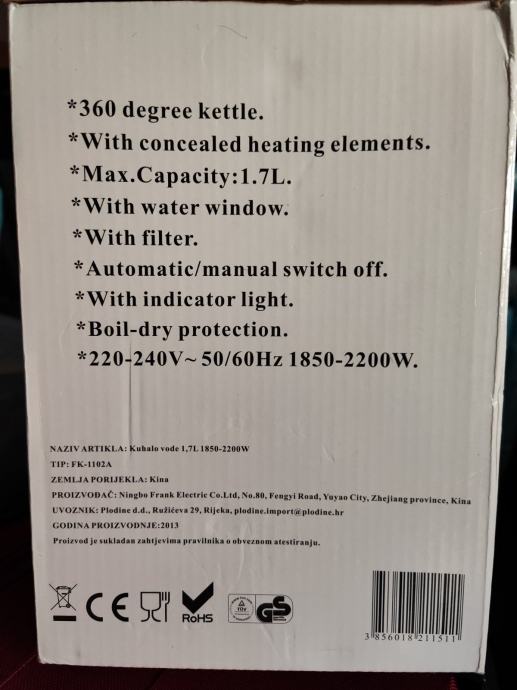 *360 degree kettle.
*With concealed heating elements.
*Max.Capacity:1.7L.
*With water window.
*With filter.
*Automatic/manual switch off.
*With indicator light.
*Boil-dry protection.
*220-240V~ 50/60Hz 1850-2200W.
NAZIV ARTIKLA: Kuhalo vode 1,7L 1850-2200W
TIP: FK-1102A
ZEMLJA PORIJEKLA: Kina
PROIZVOĐAČ: Ningbo Frank Electric Co.Ltd, No.80, Fengyi Road, Yuyao City, Zhejiang province, Kina
UVOZNIK: Plodine d.d., Ružićeva 29, Rijeka, plodine.import@plodine.hr
GODINA PROIZVODNJE:2013
Proizvod je sukladan zahtjevima pravilnika o obveznom atestiranju.
CE
RoHS
TÜV
GS
3 856018 211511